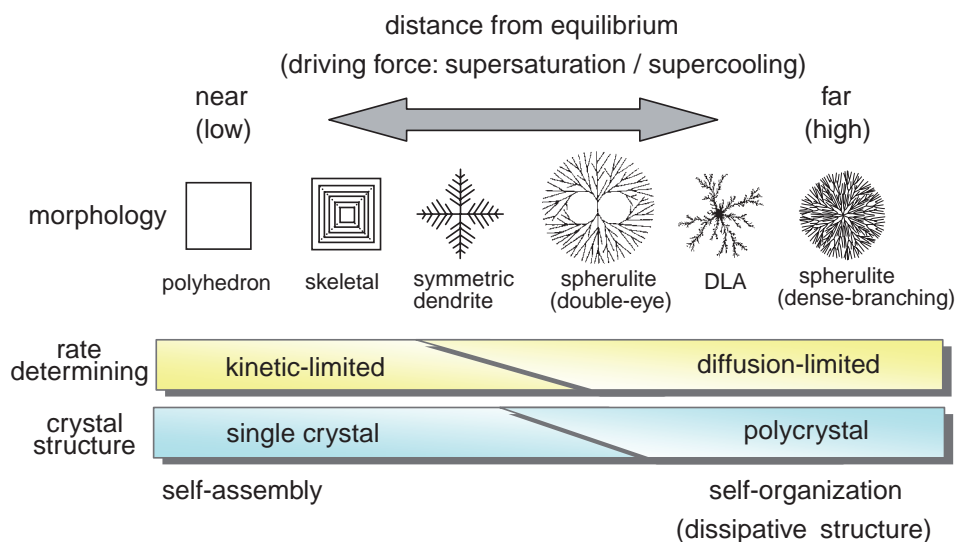 distance from equilibrium
(driving force: supersaturation / supercooling)
near
(low)
far
(high)
morphology
polyhedron
skeletal
symmetric
dendrite
spherulite
(double-eye)
DLA
spherulite
(dense-branching)
rate
determining
kinetic-limited
diffusion-limited
crystal
structure
single crystal
polycrystal
self-assembly
self-organization
(dissipative structure)